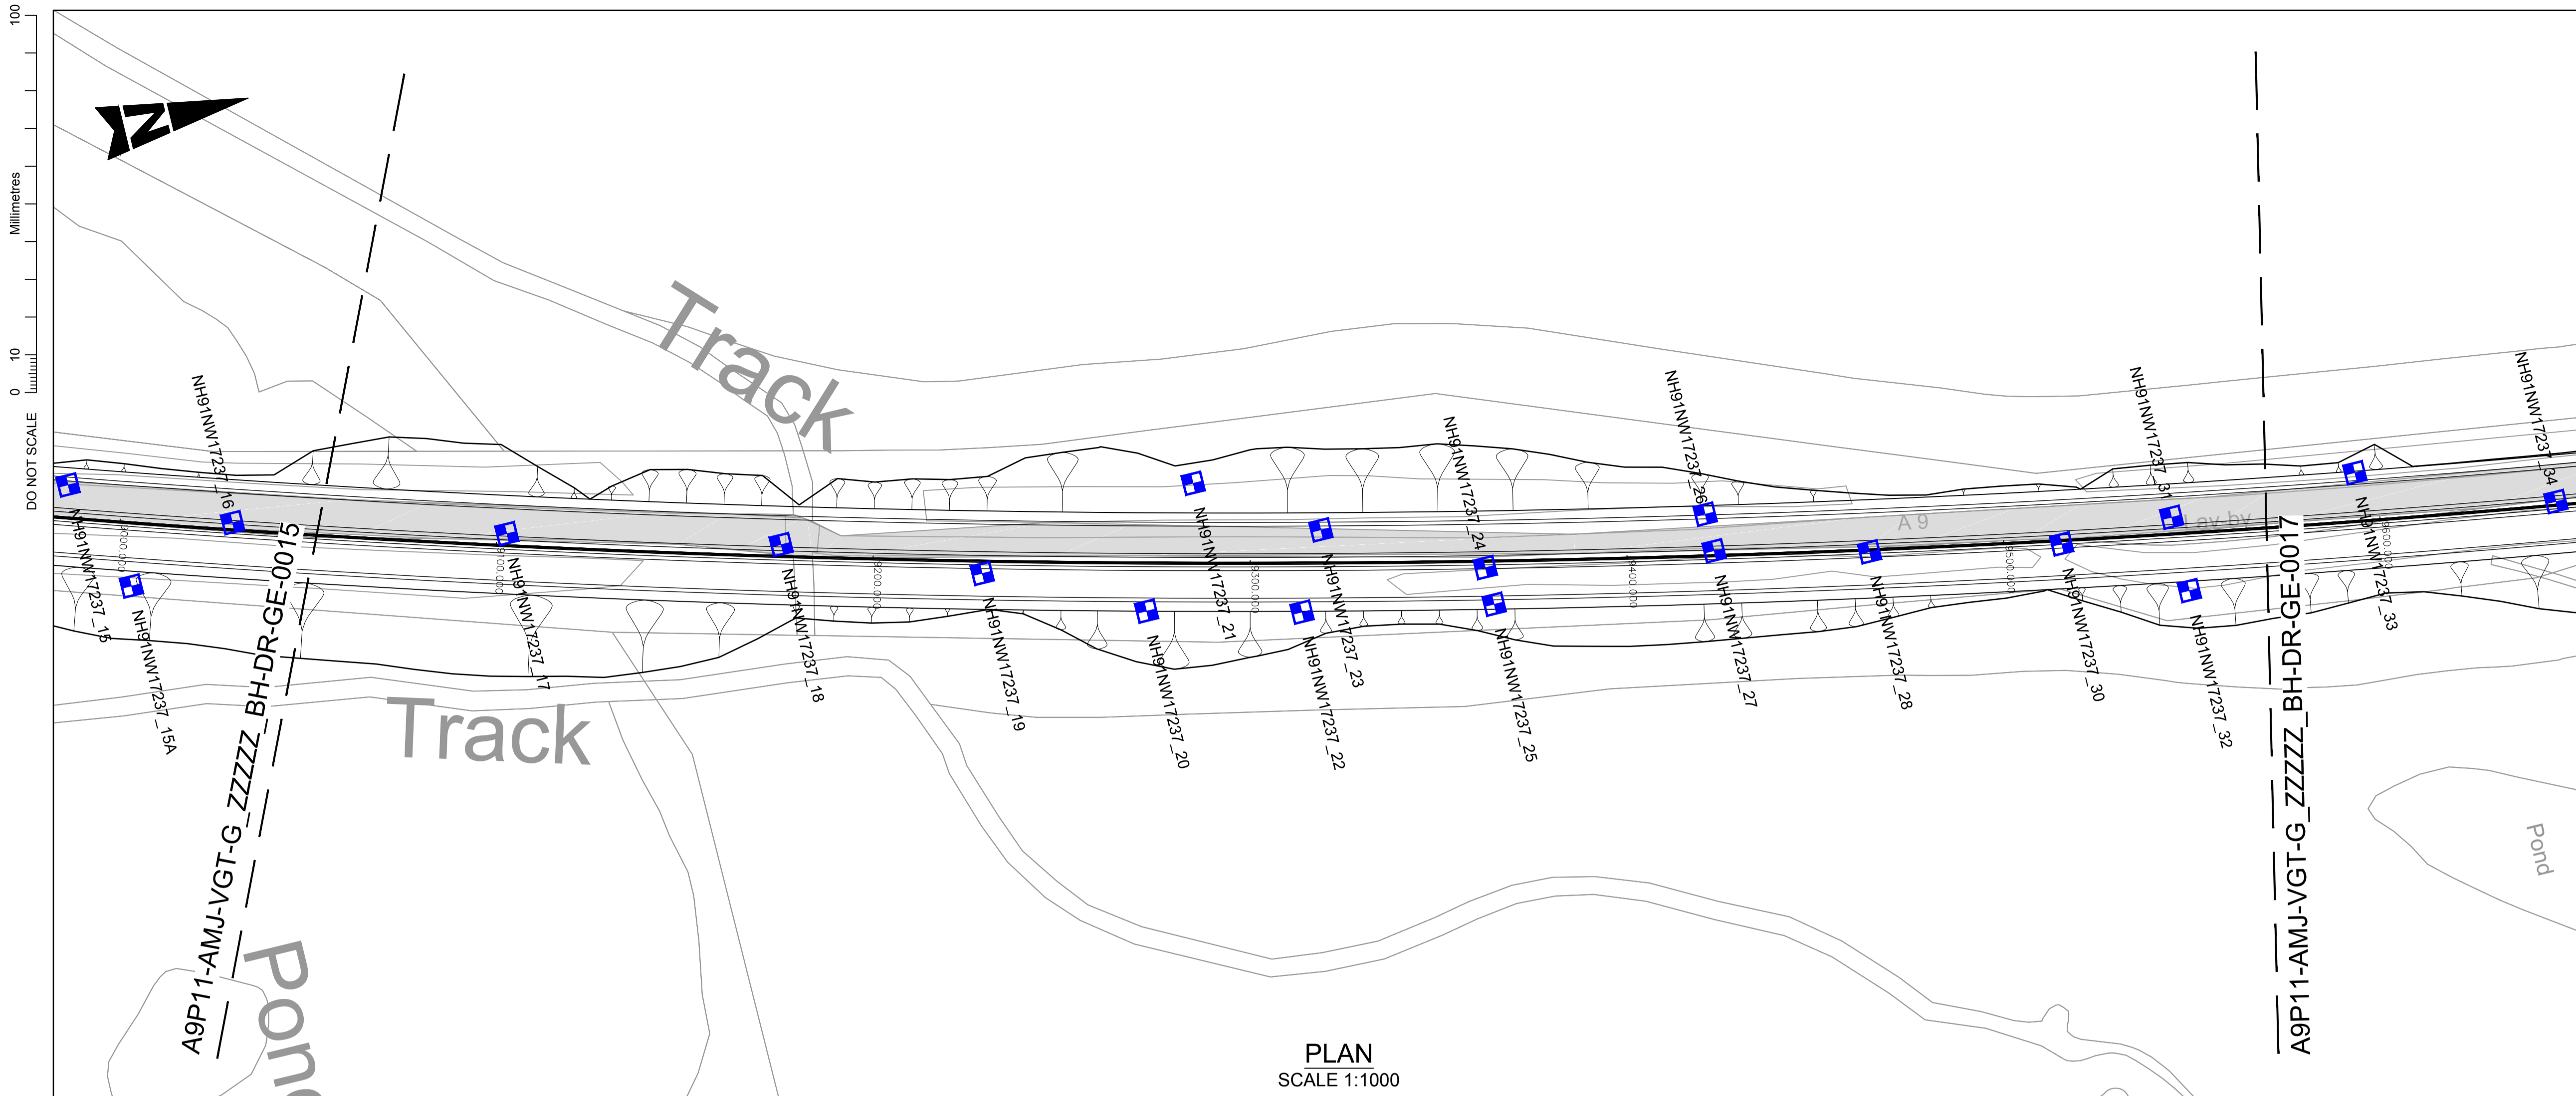 100
Millimetres
10
0
DO NOT SCALE
N
Track
Track
Pond
Pond
A 9
Lay-by
NH91NW17237_15
NH91NW17237_15A
NH91NW17237_16
NH91NW17237_17
NH91NW17237_18
NH91NW17237_19
NH91NW17237_20
NH91NW17237_21
NH91NW17237_22
NH91NW17237_23
NH91NW17237_24
NH91NW17237_25
NH91NW17237_26
NH91NW17237_27
NH91NW17237_28
NH91NW17237_30
NH91NW17237_31
NH91NW17237_32
NH91NW17237_33
NH91NW17237_34
A9P11-AMJ-VGT-G_ZZZZZ_BH-DR-GE-0015
A9P11-AMJ-VGT-G_ZZZZZ_BH-DR-GE-0017
PLAN
SCALE 1:1000